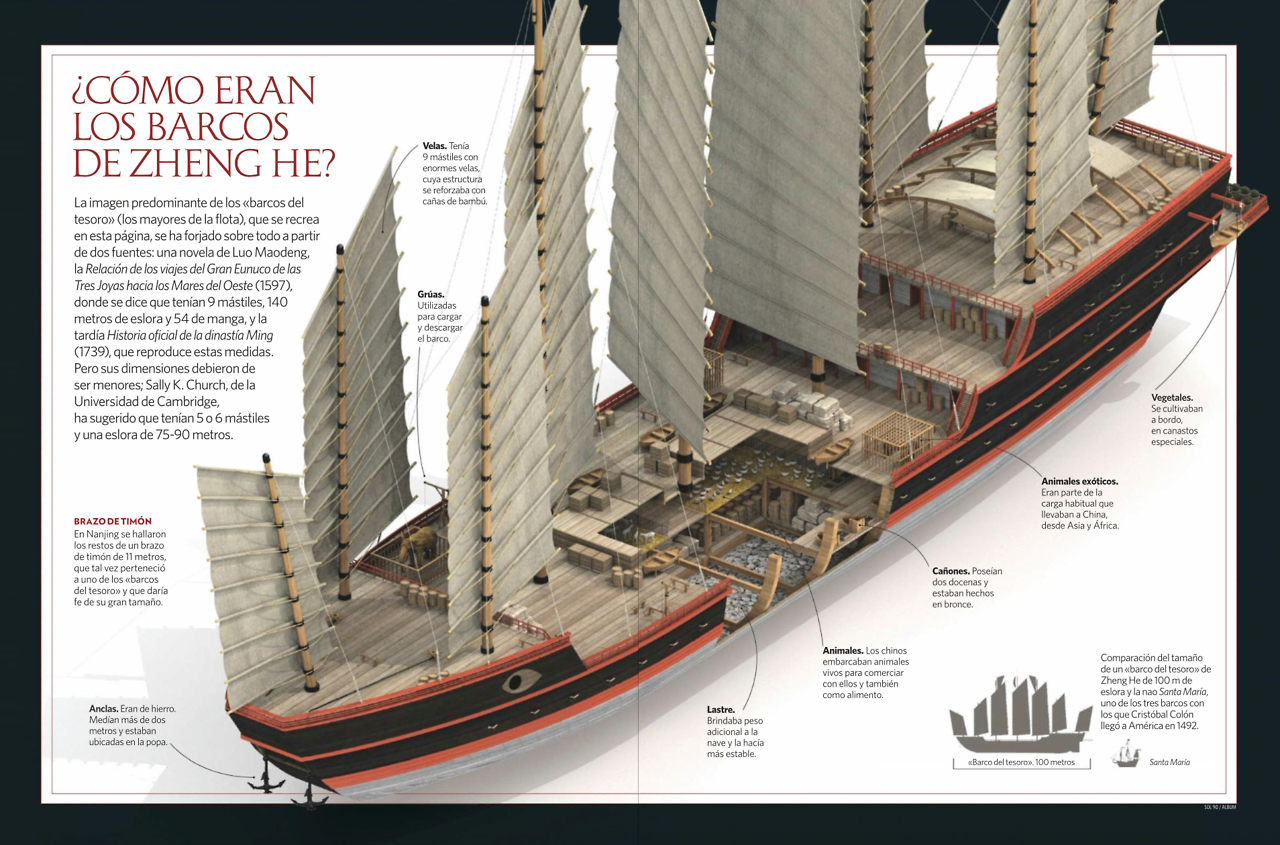 ¿CÓMO ERAN
LOS BARCOS
DE ZHENG HE?
La imagen predominante de los «barcos del
tesoro» (los mayores de la flota), que se recrea
en esta página, se ha forjado sobre todo a partir
de dos fuentes: una novela de Luo Maodeng,
la Relación de los viajes del Gran Eunuco de las
Tres Joyas hacia los Mares del Oeste (1597),
donde se dice que tenían 9 mástiles, 140
metros de eslora y 54 de manga, y la
tardía Historia oficial de la dinastía Ming
(1739), que reproduce estas medidas.
Pero sus dimensiones debieron de
ser menores; Sally K. Church, de la
Universidad de Cambridge,
ha sugerido que tenían 5 o 6 mástiles
y una eslora de 75-90 metros.
Velas. Tenía
9 mástiles con
enormes velas,
cuya estructura
se reforzaba con
cañas de bambú.
Grúas.
Utilizadas
para cargar
y descargar
el barco.
BRAZO DE TIMÓN
En Nanjing se hallaron
los restos de un brazo
de timón de 11 metros,
que tal vez perteneció
a uno de los «barcos
del tesoro» y que daría
fe de su gran tamaño.
Anclas. Eran de hierro.
Medían más de dos
metros y estaban
ubicadas en la popa.
Vegetales.
Se cultivaban
a bordo,
en canastos
especiales.
Animales exóticos.
Eran parte de la
carga habitual que
llevaban a China,
desde Asia y África.
Cañones. Poseían
dos docenas y
estaban hechos
en bronce.
Animales. Los chinos
embarcaban animales
vivos para comerciar
con ellos y también
como alimento.
Lastre.
Brindaba peso
adicional a la
nave y la hacía
más estable.
Comparación del tamaño
de un «barco del tesoro» de
Zheng He de 100 m de
eslora y la nao Santa María,
uno de los tres barcos con
los que Cristóbal Colón
llegó a América en 1492.
«Barco del tesoro». 100 metros
Santa María
SOL 90 / ALBUM